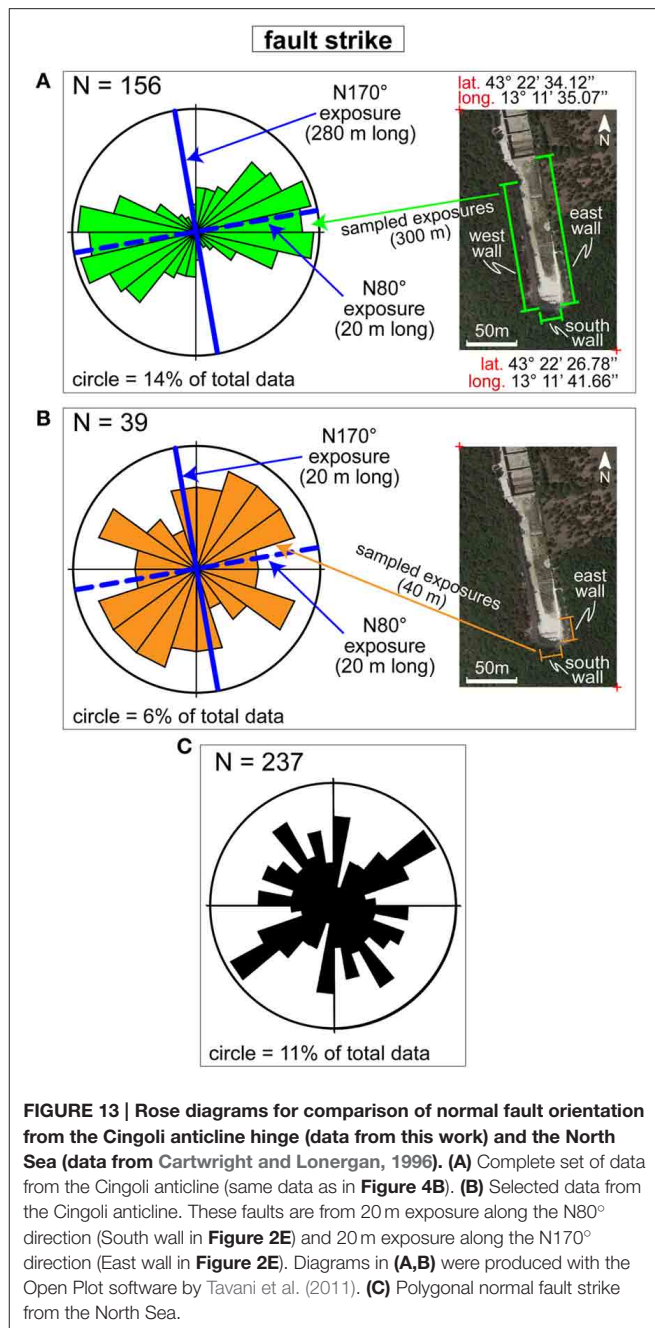 fault strike
A
N = 156
N170°
exposure
(280 m long)
lat. 43° 22' 34.12''
long. 13° 11' 35.07''
N
sampled exposures
(300 m)
west
wall
east
wall
N80°
exposure
(20 m long)
50m
south
wall
circle = 14% of total data
lat. 43° 22' 26.78''
long. 13° 11' 41.66''
B
N = 39
N170°
exposure
(20 m long)
N
sampled exposures
(40 m)
east
wall
N80°
exposure
(20 m long)
50m
south
wall
circle = 6% of total data
C
N = 237
circle = 11% of total data
FIGURE 13 | Rose diagrams for comparison of normal fault orientation
from the Cingoli anticline hinge (data from this work) and the North
Sea (data from Cartwright and Lonergan, 1996). (A) Complete set of data
from the Cingoli anticline (same data as in Figure 4B). (B) Selected data from
the Cingoli anticline. These faults are from 20 m exposure along the N80°
direction (South wall in Figure 2E) and 20 m exposure along the N170°
direction (East wall in Figure 2E). Diagrams in (A,B) were produced with the
Open Plot software by Tavani et al. (2011). (C) Polygonal normal fault strike
from the North Sea.